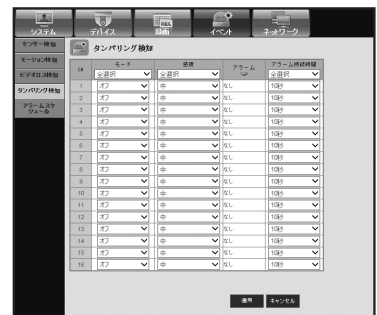 システム デバイス 録画 イベント ネットワーク
REC
センサー検知
モーション検知
ビデオロス検知
タンパリング検知
アラームスケジュール
タンパリング検知
CH モード 感度 アラーム アラーム持続時間
全選択 全選択 全選択
1 オフ 中 なし 10秒
2 オフ 中 なし 10秒
3 オフ 中 なし 10秒
4 オフ 中 なし 10秒
5 オフ 中 なし 10秒
6 オフ 中 なし 10秒
7 オフ 中 なし 10秒
8 オフ 中 なし 10秒
9 オフ 中 なし 10秒
10 オフ 中 なし 10秒
11 オフ 中 なし 10秒
12 オフ 中 なし 10秒
13 オフ 中 なし 10秒
14 オフ 中 なし 10秒
15 オフ 中 なし 10秒
16 オフ 中 なし 10秒
適用 キャンセル